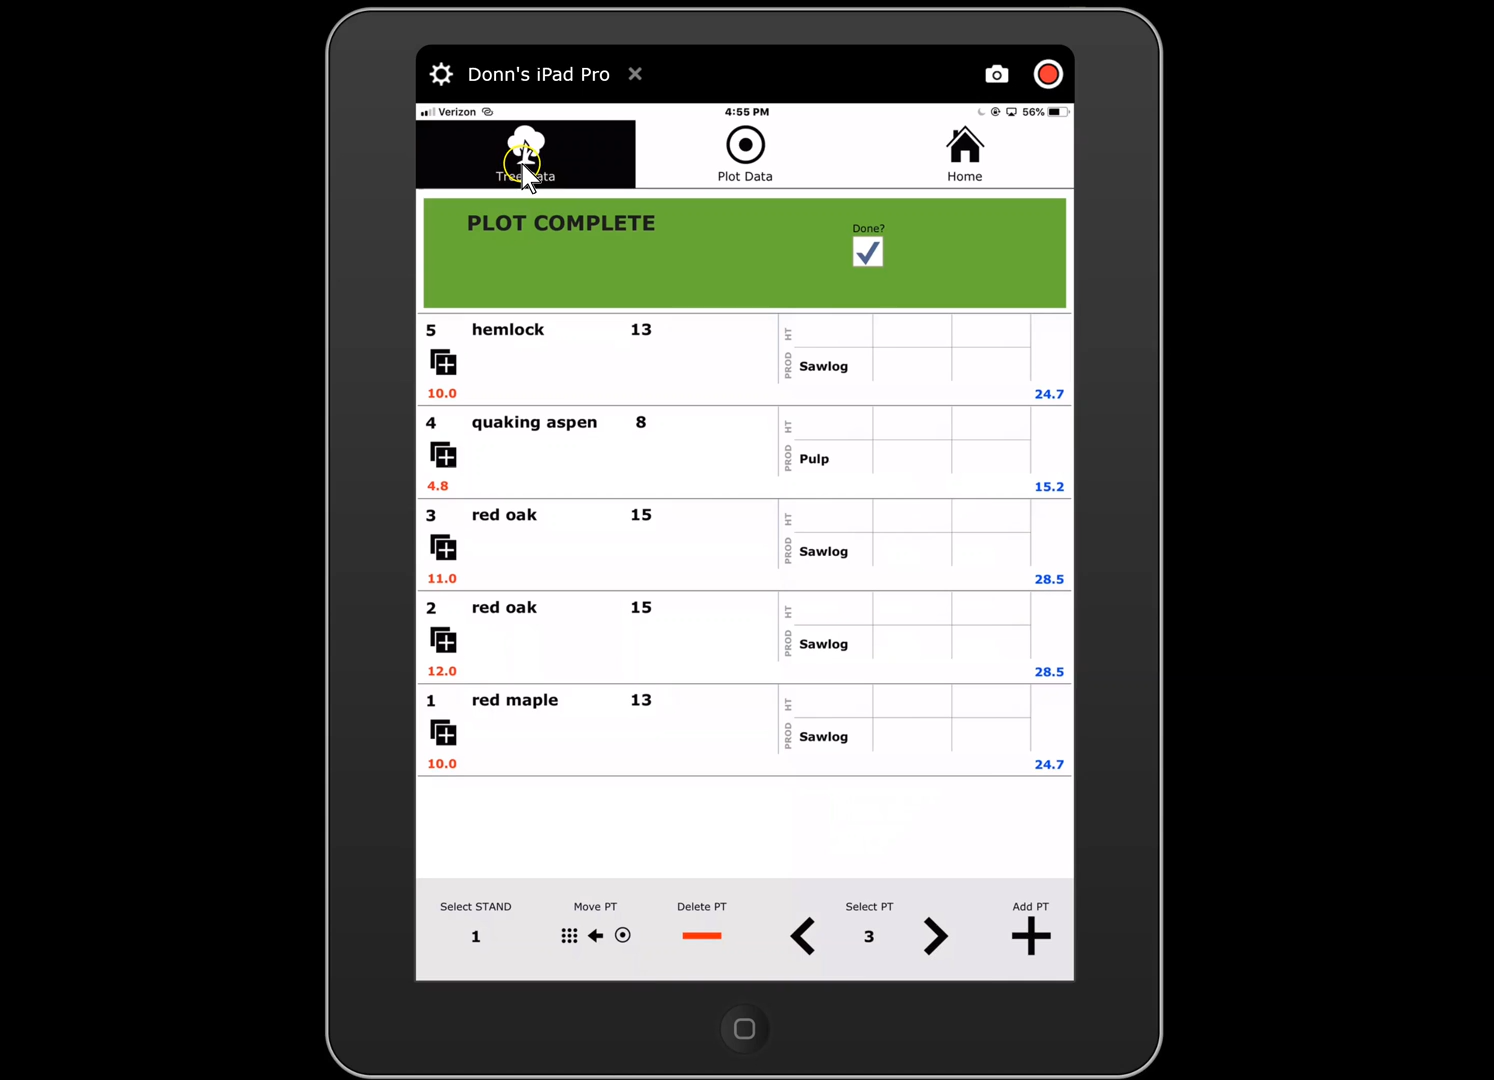 Donn's iPad Pro
Verizon
4:55 PM
56%
Tree Data
Plot Data
Home
PLOT COMPLETE
Done?
5 hemlock 13
HT
PROD Sawlog
10.0 24.7
4 quaking aspen 8
HT
PROD Pulp
4.8 15.2
3 red oak 15
HT
PROD Sawlog
11.0 28.5
2 red oak 15
HT
PROD Sawlog
12.0 28.5
1 red maple 13
HT
PROD Sawlog
10.0 24.7
Select STAND
Move PT
Delete PT
Select PT
Add PT
1
3